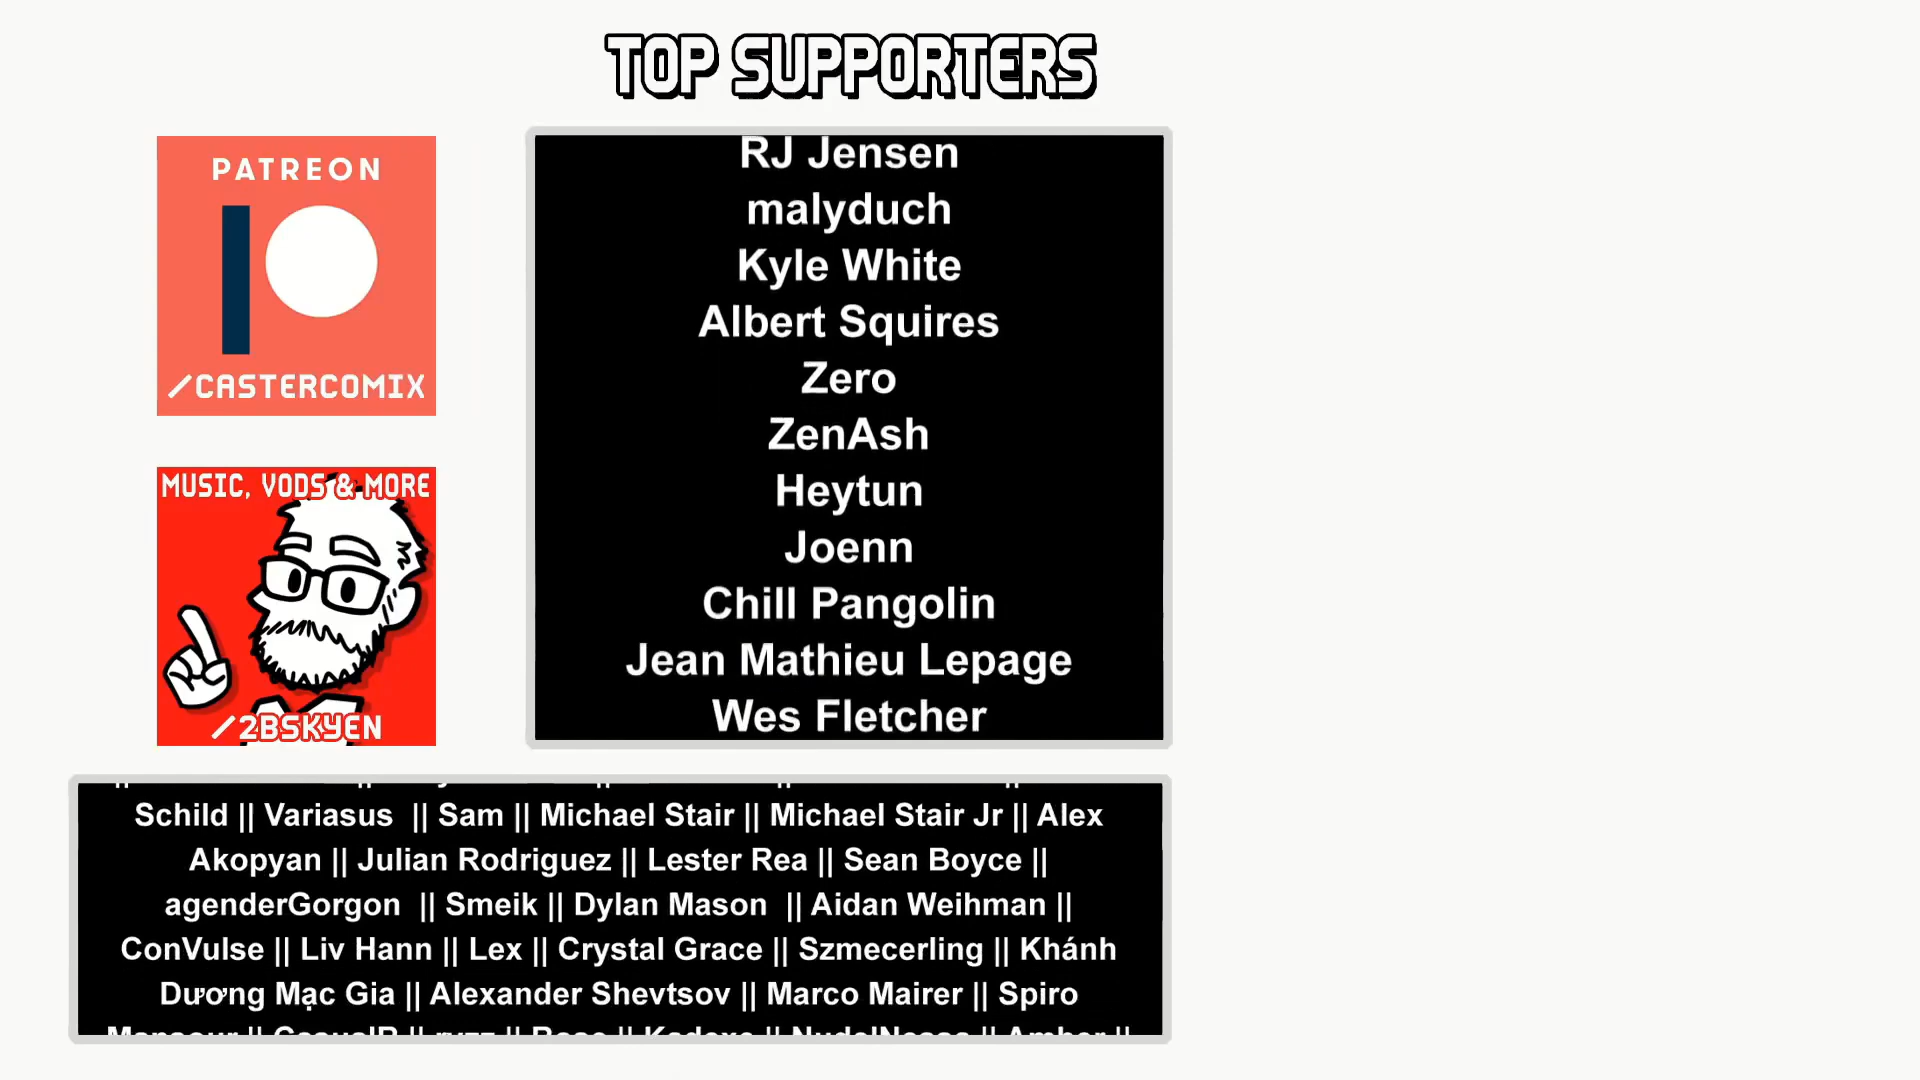 TOP SUPPORTERS
PATREON
/CASTERCOMIX
MUSIC, VODS & MORE
/2BSKYEN
RJ Jensen
malyduch
Kyle White
Albert Squires
Zero
ZenAsh
Heytun
Joenn
Chill Pangolin
Jean Mathieu Lepage
Wes Fletcher
Schild || Variasus || Sam || Michael Stair || Michael Stair Jr || Alex
Akopyan || Julian Rodriguez || Lester Rea || Sean Boyce ||
agenderGorgon || Smeik || Dylan Mason || Aidan Weihman ||
ConVulse || Liv Hann || Lex || Crystal Grace || Szmecerling || Khánh
Dương Mạc Gia || Alexander Shevtsov || Marco Mairer || Spiro